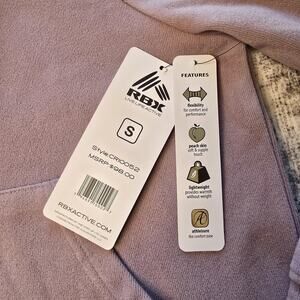 RBX
LIVE LIFE ACTIVE
S
Style: CR10052
MSRP: $98.00
RBXACTIVE.COM
FEATURES
flexibility
for comfort and
performance
peach skin
soft & supple
touch
lightweight
provides warmth
without weight
athleisure
the comfort zone